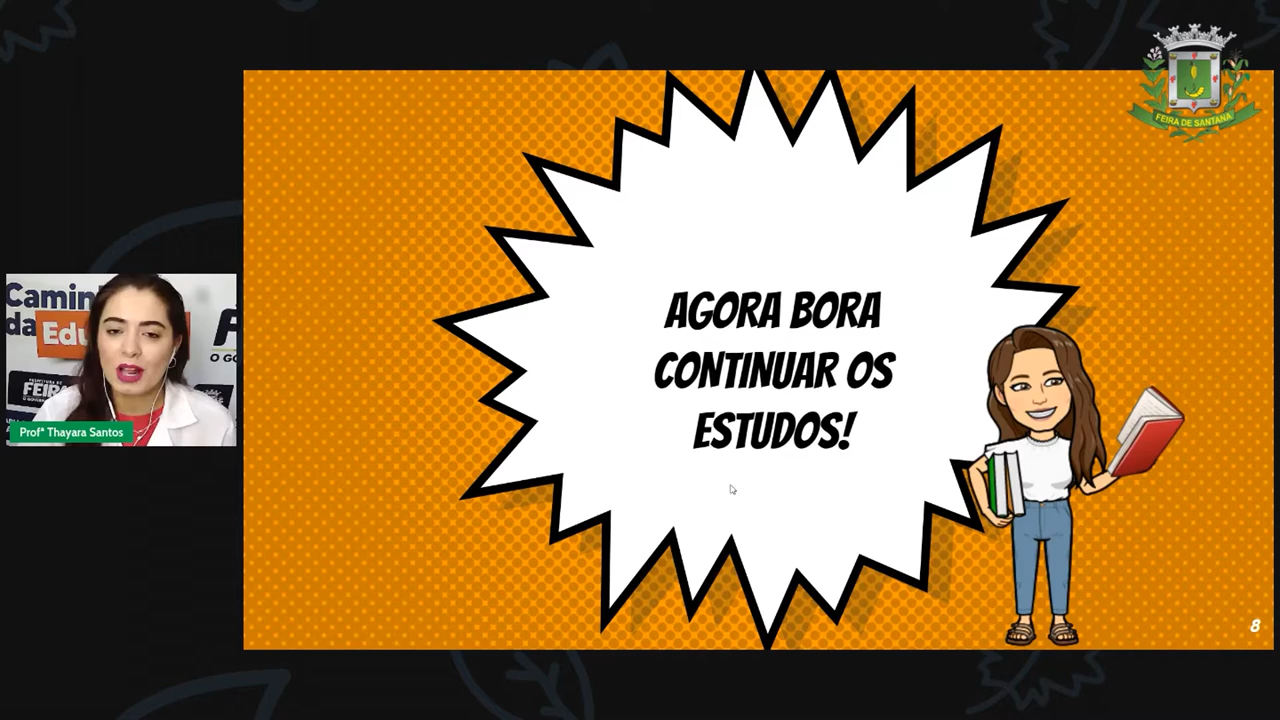 FEIRA DE SANTANA
AGORA BORA
CONTINUAR OS
ESTUDOS!
Profª Thayara Santos
8